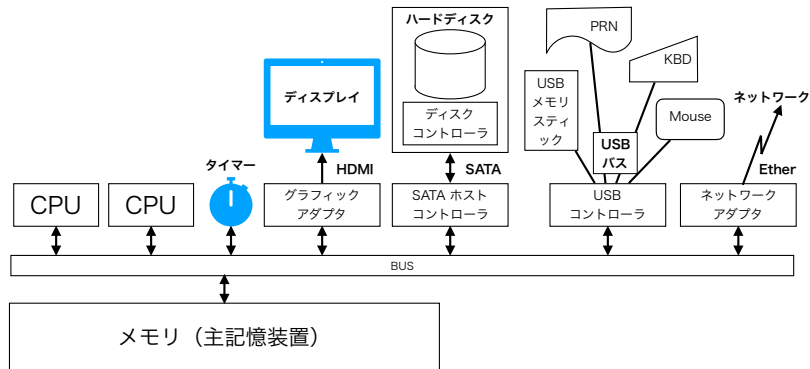 ハードディスク
PRN
KBD
ディスプレイ
ディスク
コントローラ
USB
メモリ
スティ
ック
Mouse
ネットワーク
USB
バス
タイマー
HDMI
SATA
Ether
CPU
CPU
グラフィック
アダプタ
SATA ホスト
コントローラ
USB
コントローラ
ネットワーク
アダプタ
BUS
メモリ（主記憶装置）